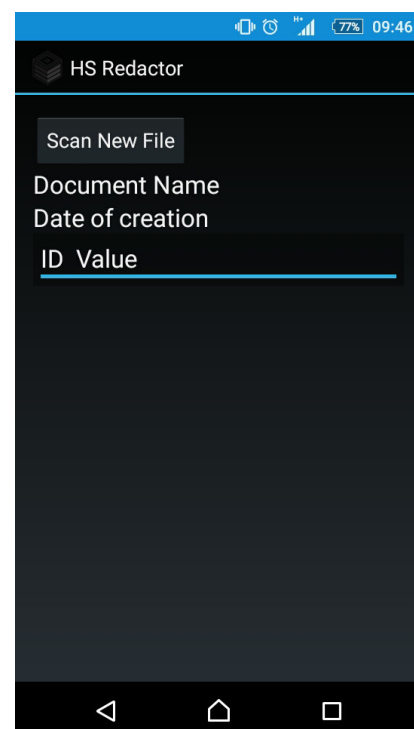 H+ 77% 09:46
HS Redactor
Scan New File
Document Name
Date of creation
ID Value